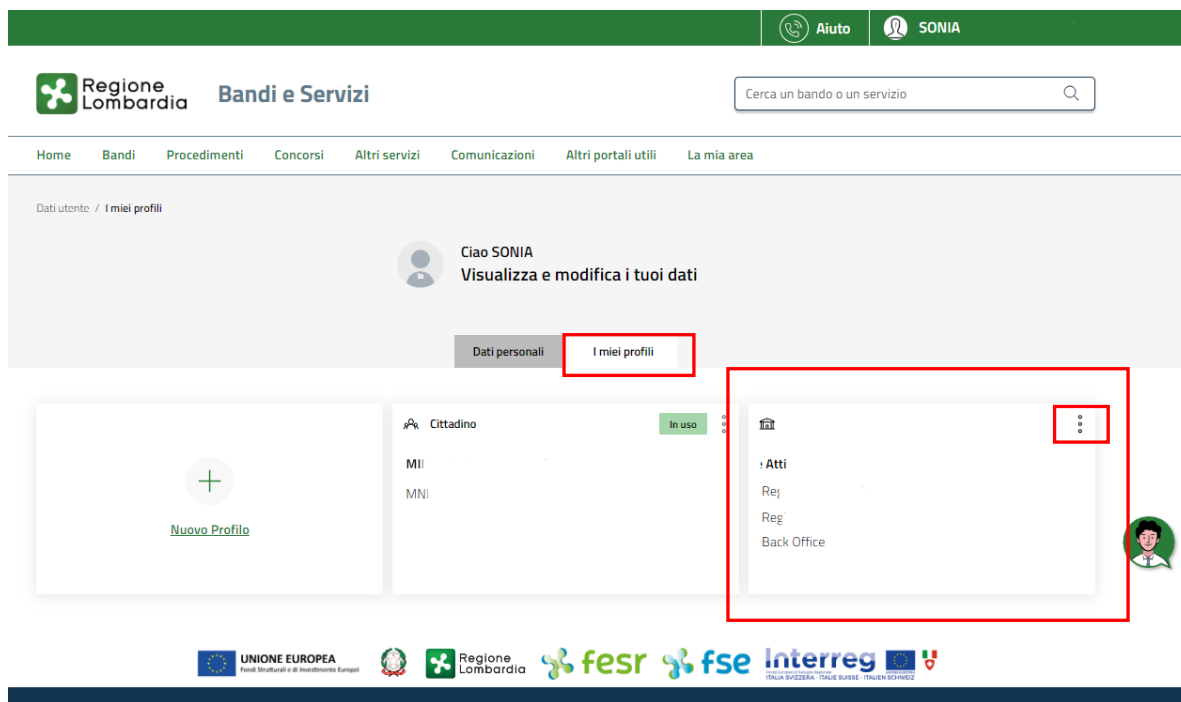 Aiuto SONIA
Regione
Lombardia
Bandi e Servizi
Cerca un bando o un servizio
Home Bandi Procedimenti Concorsi Altri servizi Comunicazioni Altri portali utili La mia area
Dati utente / I miei profili
Ciao SONIA
Visualizza e modifica i tuoi dati
Dati personali I miei profili
Nuovo Profilo
Cittadino In uso
MNI
Atti
Reg
Reg
Back Office
UNIONE EUROPEA
Fondi Strutturali e di Investimento Europei
Regione
Lombardia
fesr
fse
Interreg
ITALIA SVIZZERA - ITALIE SUISSE - ITALIEN SCHWEIZ